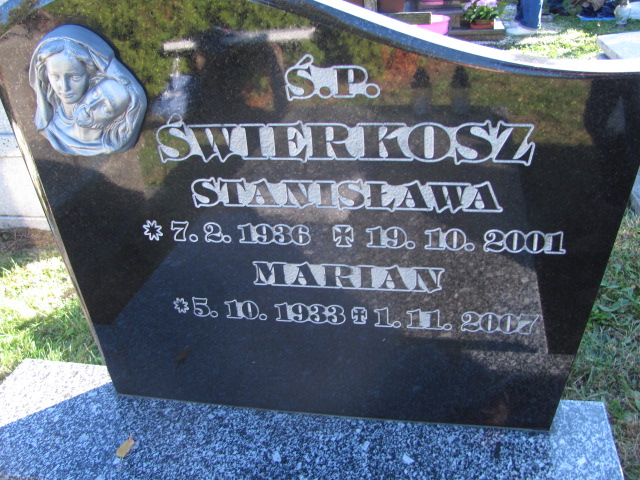 Ś.P.
ŚWIERKOSZ
STANISŁAWA
* 7. 2. 1936 ✝ 19. 10. 2001
MARIAN
* 5. 10. 1933 ✝ 1. 11. 2007